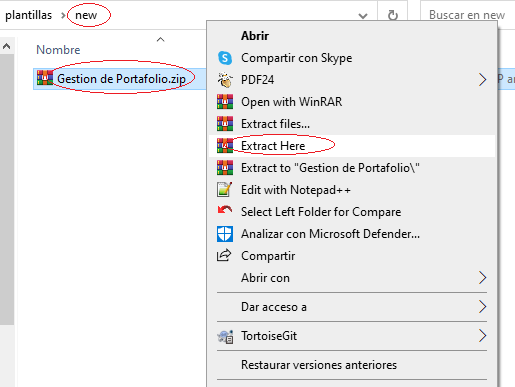 plantillas > new
Buscar en new
Nombre
Gestion de Portafolio.zip
P ar
Abrir
Compartir con Skype
PDF24
Open with WinRAR
Extract files...
Extract Here
Extract to "Gestion de Portafolio\"
Edit with Notepad++
Select Left Folder for Compare
Analizar con Microsoft Defender...
Compartir
Abrir con
Dar acceso a
TortoiseGit
Restaurar versiones anteriores